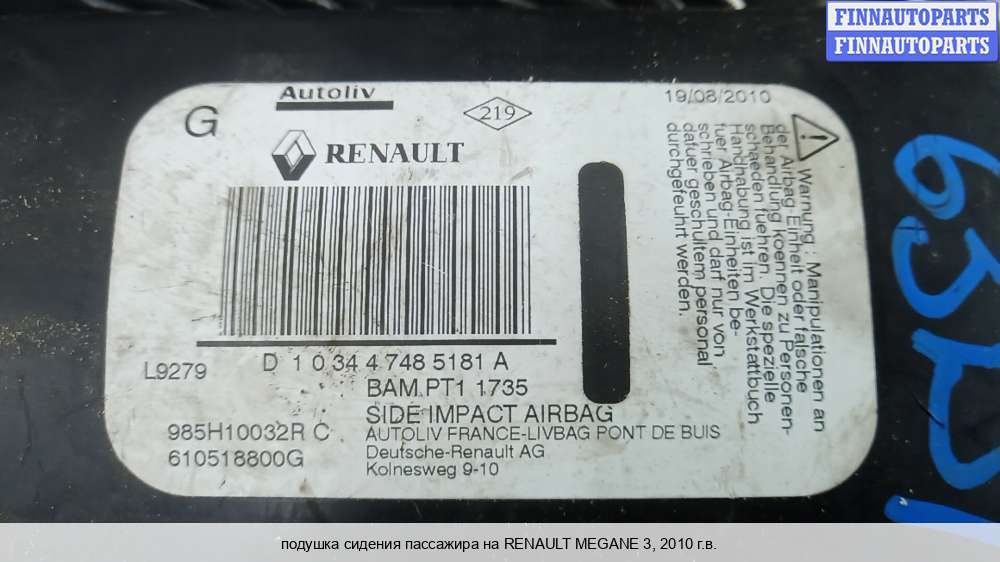 FINNAUTOPARTS
FINNAUTOPARTS
G
Autoliv
219
19/08/2010
RENAULT
Warnung : Manipulationen an
der Airbag-Einheit oder falsche
Behandlung koennen zu Personen-
schaeden fuehren. Die spezielle
Handhabung ist im Werkstattbuch
fuer Airbag-Einheiten be-
schrieben und darf nur von
dafuer geschultem personal
durchgefeuhrt werden.
L9279
D 1 0 34 4 748 5181 A
BAM.PT1 1735
SIDE IMPACT AIRBAG
985H10032R C
AUTOLIV FRANCE-LIVBAG PONT DE BUIS
610518800G
Deutsche-Renault AG
Kolnesweg 9-10
подушка сидения пассажира на RENAULT MEGANE 3, 2010 г.в.